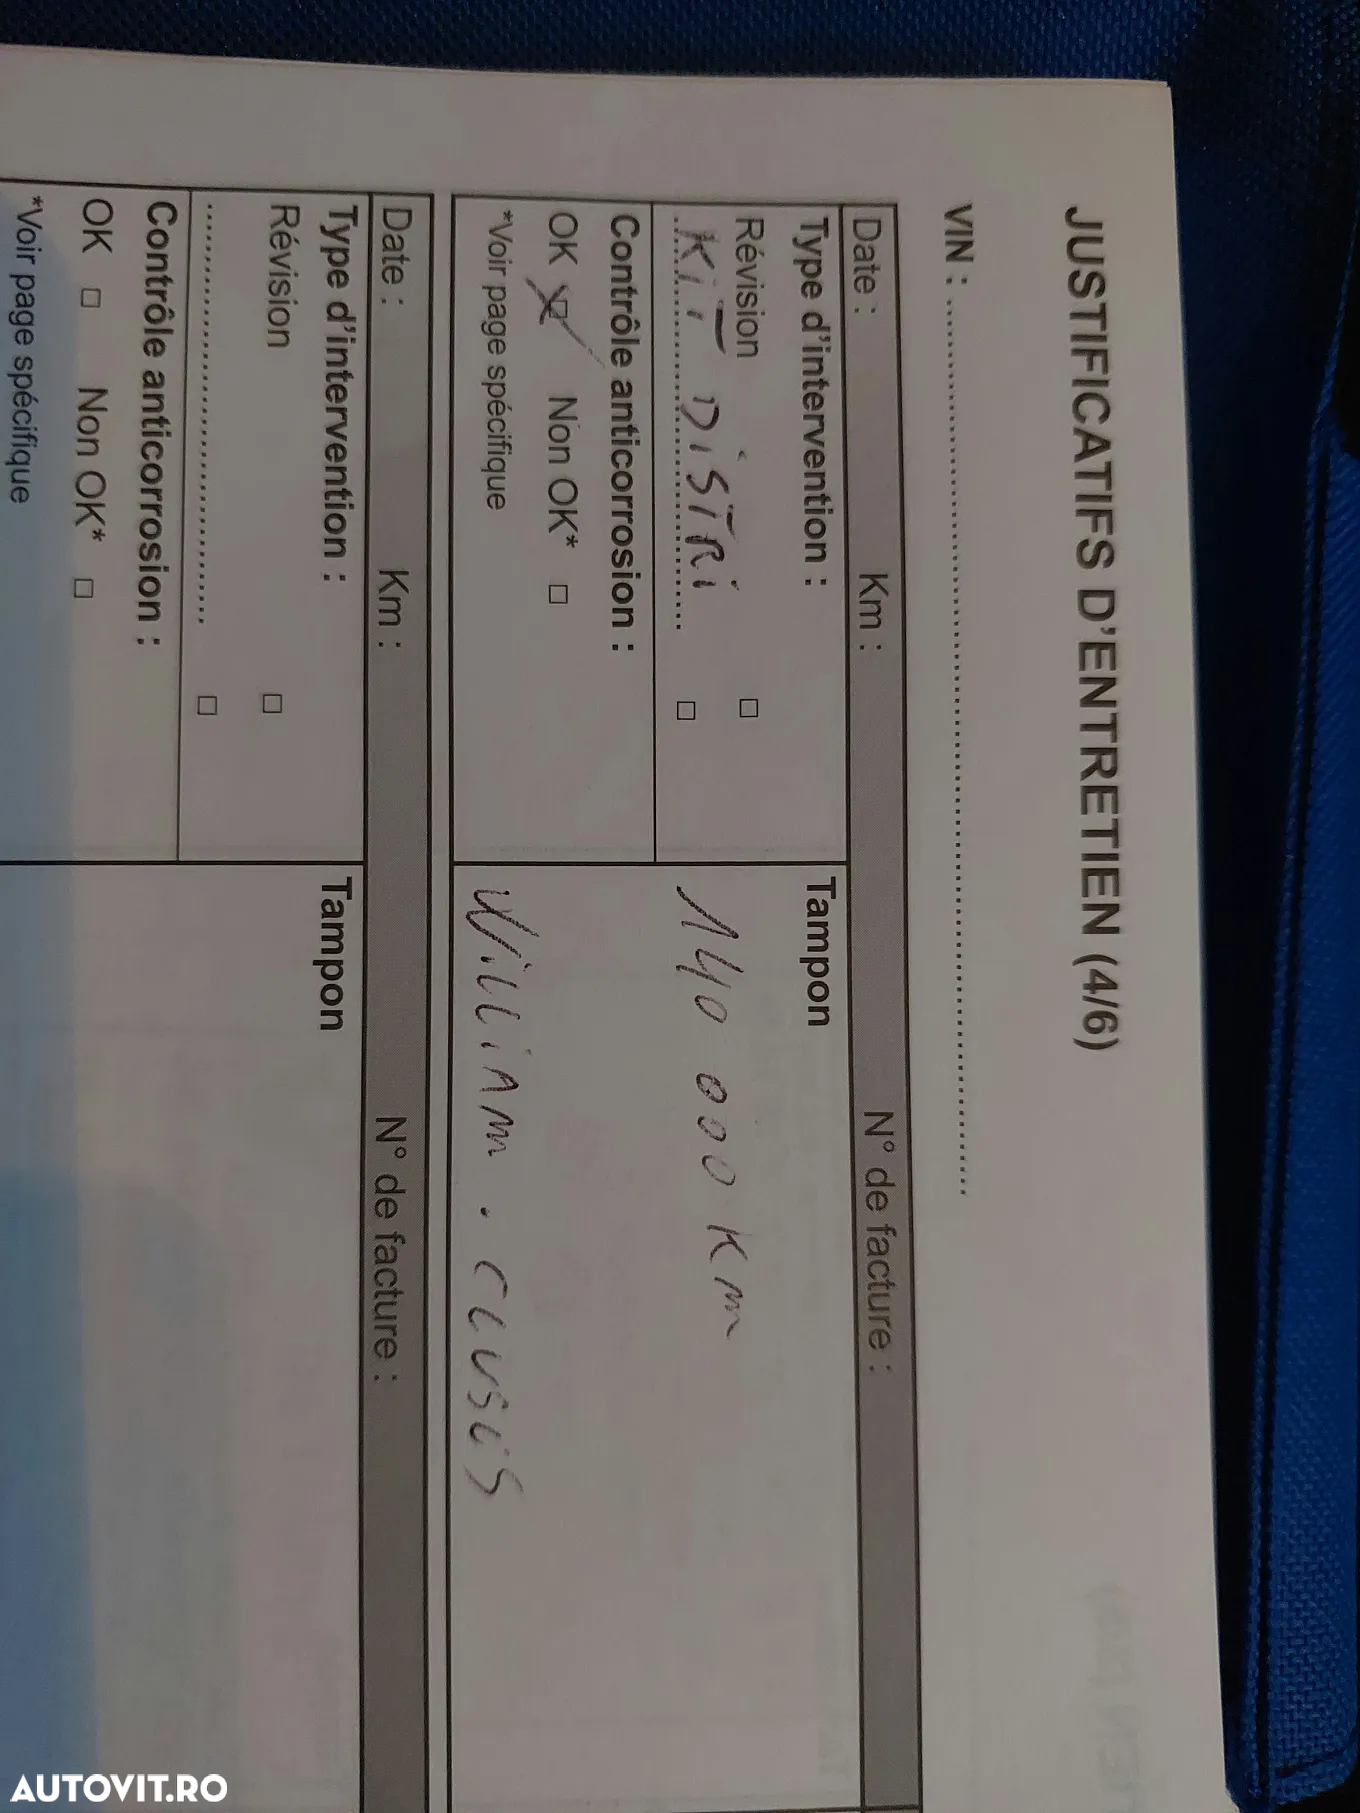 JUSTIFICATIFS D'ENTRETIEN (4/6)
VIN : ..........................................................................
Date : Km : N° de facture :
Type d'intervention :
Révision □
KIT DISTRI □
Contrôle anticorrosion :
OK ☒ Non OK* □
*Voir page spécifique
Tampon
140 000 Km
WILLIAM . CLUSIS
Date : Km : N° de facture :
Type d'intervention :
Révision □
.......................................... □
Contrôle anticorrosion :
OK □ Non OK* □
*Voir page spécifique
Tampon
AUTOVIT.RO